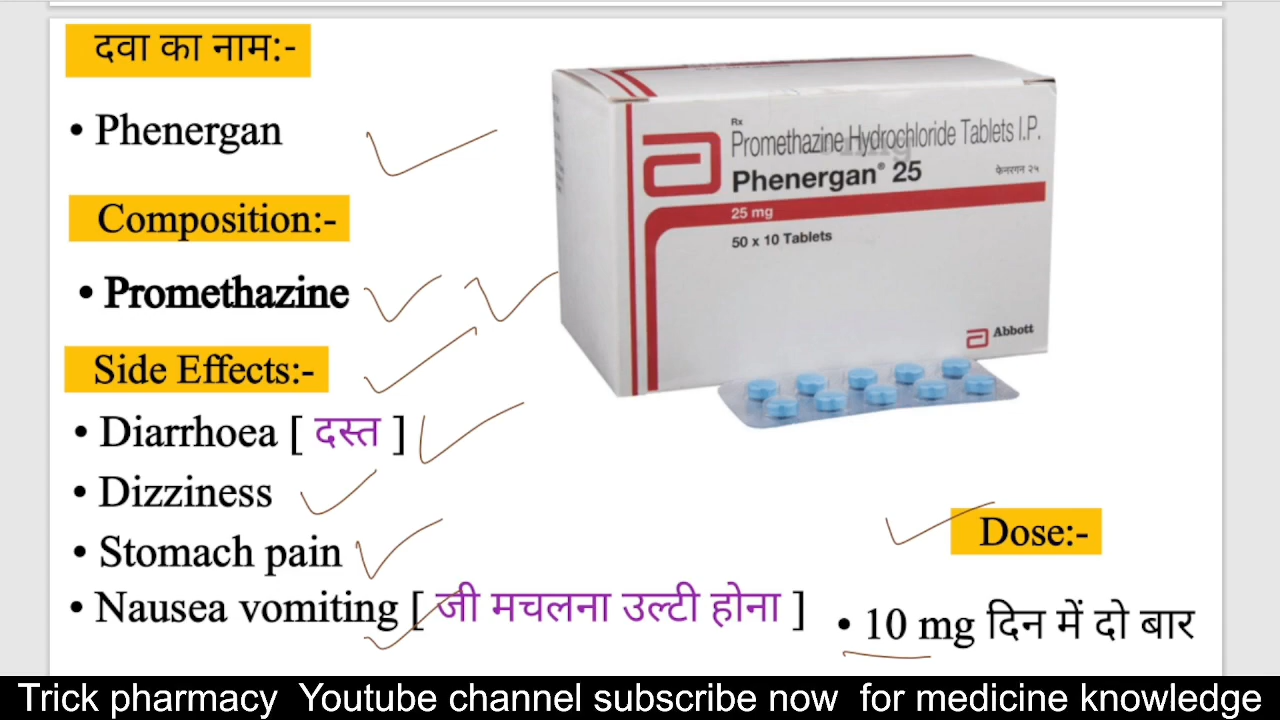 दवा का नाम:-
• Phenergan
Composition:-
• Promethazine
Side Effects:-
• Diarrhoea [ दस्त ]
• Dizziness
• Stomach pain
• Nausea vomiting [ जी मचलना उल्टी होना ]
Rx
Promethazine Hydrochloride Tablets I.P.
Phenergan® 25
फेनरगन २५
25 mg
50 x 10 Tablets
Abbott
Dose:-
• 10 mg दिन में दो बार
Trick pharmacy Youtube channel subscribe now for medicine knowledge